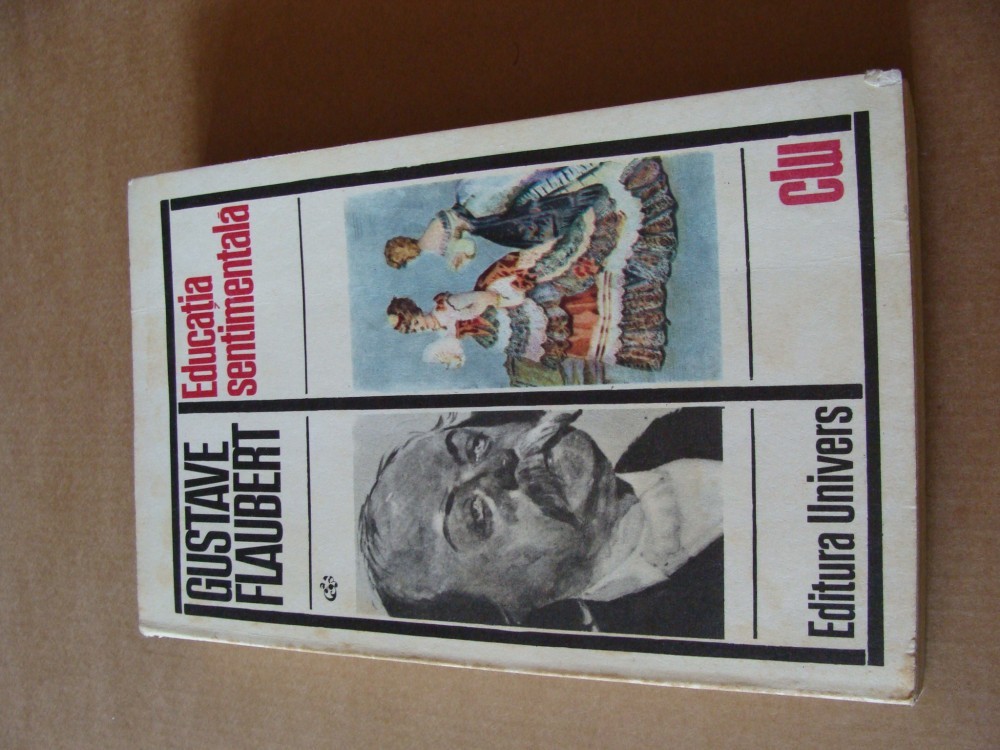 GUSTAVE
FLAUBERT
Educația
sentimentală
Editura Univers
clu